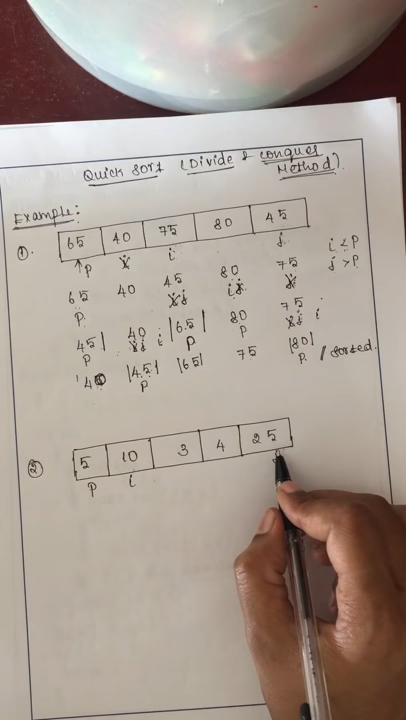 Quick sort (Divide & Conquer Method).
Example:
①. 65 40 75 80 45
↑P i i j i ≤ P
65 40 45 80 75 j > P
P. i j i j j
45| 40 i |65| 80 75 i
P i j P P i j
40 |45| |65| 75 |80| / sorted.
P P.
② 5 10 3 4 25
P i j